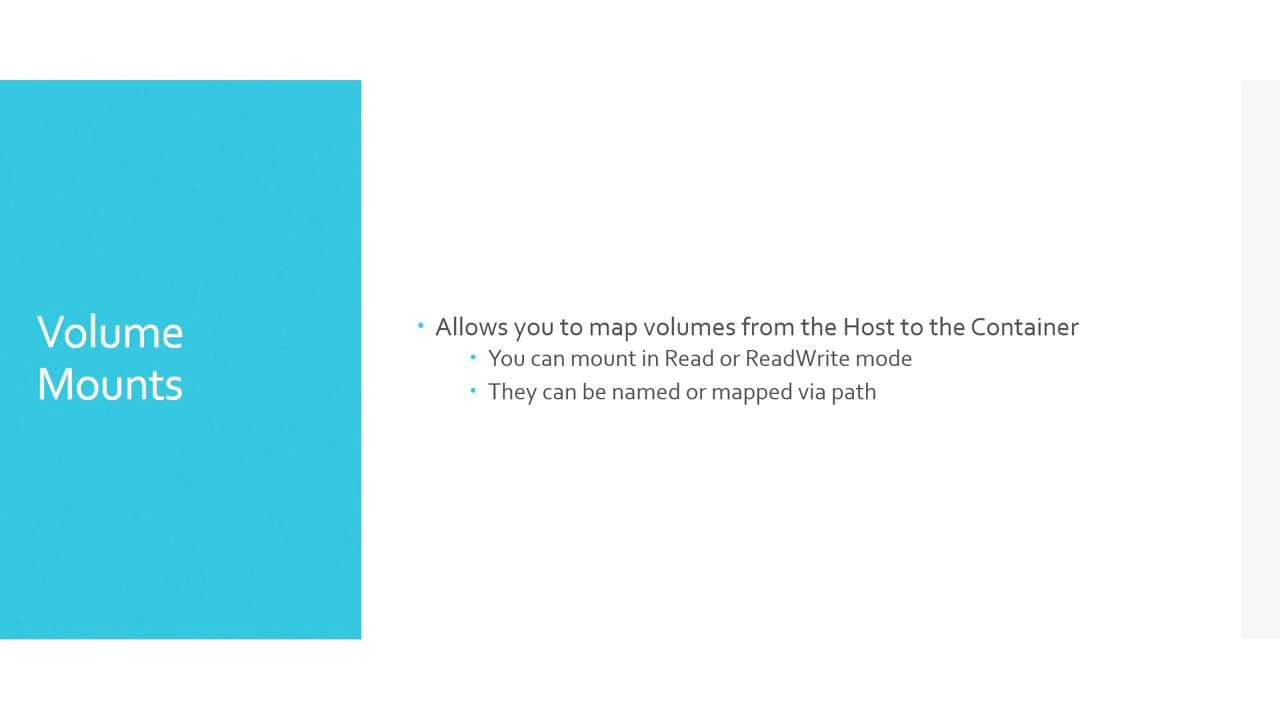 Volume
Mounts
• Allows you to map volumes from the Host to the Container
• You can mount in Read or ReadWrite mode
• They can be named or mapped via path